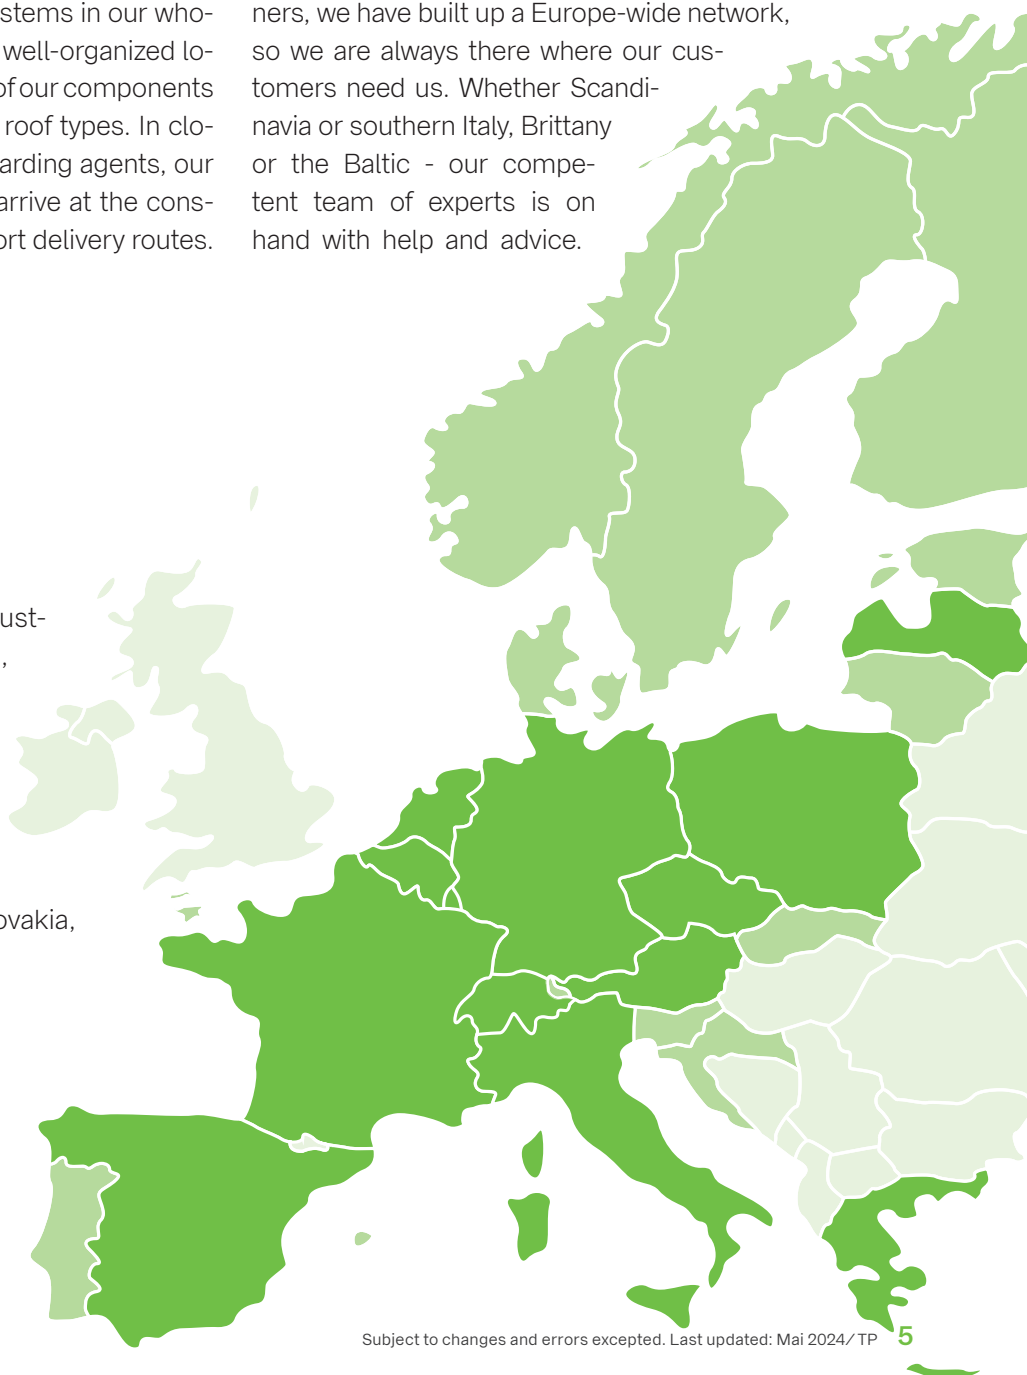 stems in our who-
well-organized lo-
of our components
roof types. In clo-
arding agents, our
arrive at the cons-
ort delivery routes.
ners, we have built up a Europe-wide network,
so we are always there where our cus-
tomers need us. Whether Scandi-
navia or southern Italy, Brittany
or the Baltic - our compe-
tent team of experts is on
hand with help and advice.
ust-
,
ovakia,
Subject to changes and errors excepted. Last updated: Mai 2024/TP 5